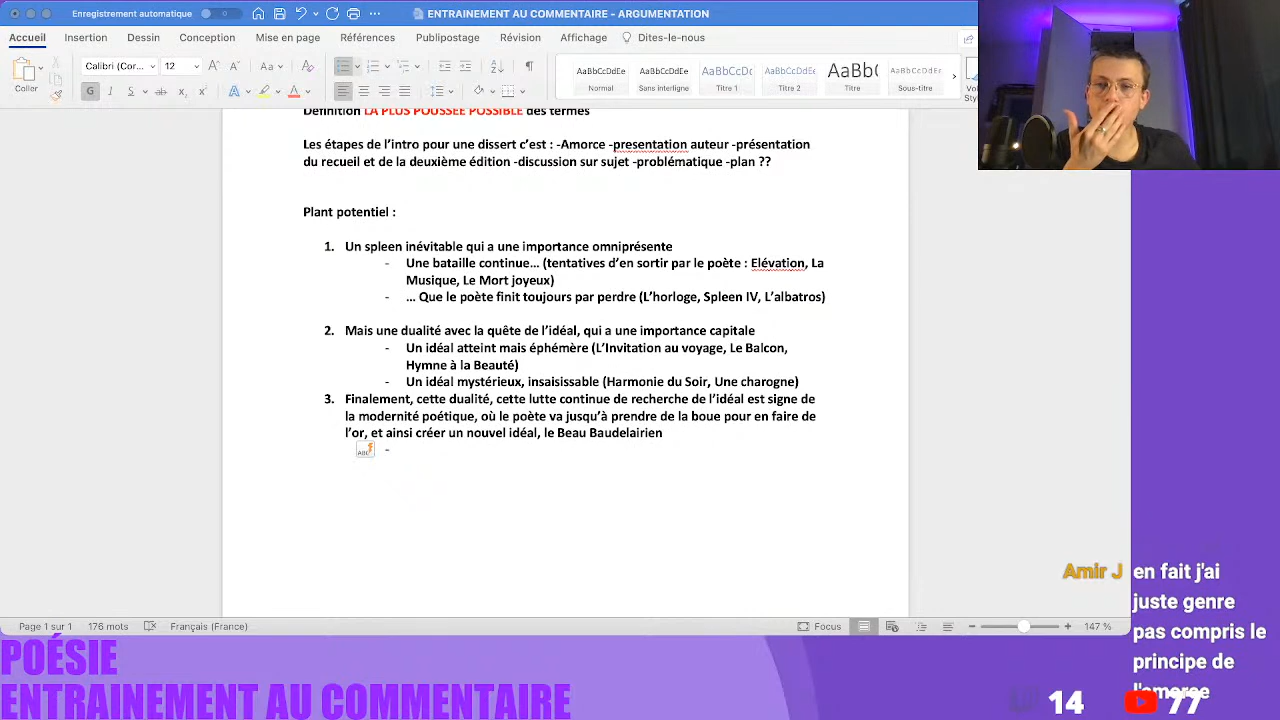 Enregistrement automatique
ENTRAINEMENT AU COMMENTAIRE - ARGUMENTATION
Accueil Insertion Dessin Conception Mise en page Références Publipostage Révision Affichage Dites-le-nous
Coller
Calibri (Cor... 12
AaBbCcDdEe AaBbCcDdEe AaBbCcDc AaBbCcDdEe AaBb( AaBbCcDdEe
Normal Sans interligne Titre 1 Titre 2 Titre Sous-titre
Définition LA PLUS POUSSEE POSSIBLE des termes
Les étapes de l’intro pour une dissert c’est : -Amorce -presentation auteur -présentation
du recueil et de la deuxième édition -discussion sur sujet -problématique -plan ??
Plant potentiel :
1. Un spleen inévitable qui a une importance omniprésente
- Une bataille continue… (tentatives d’en sortir par le poète : Elévation, La
Musique, Le Mort joyeux)
- … Que le poète finit toujours par perdre (L’horloge, Spleen IV, L’albatros)
2. Mais une dualité avec la quête de l’idéal, qui a une importance capitale
- Un idéal atteint mais éphémère (L’Invitation au voyage, Le Balcon,
Hymne à la Beauté)
- Un idéal mystérieux, insaisissable (Harmonie du Soir, Une charogne)
3. Finalement, cette dualité, cette lutte continue de recherche de l’idéal est signe de
la modernité poétique, où le poète va jusqu’à prendre de la boue pour en faire de
l’or, et ainsi créer un nouvel idéal, le Beau Baudelairien
-
Amir J en fait j'ai
juste genre
pas compris le
principe de
l'amorce
Page 1 sur 1 176 mots Français (France) Focus 147 %
POÉSIE
ENTRAINEMENT AU COMMENTAIRE
14 77